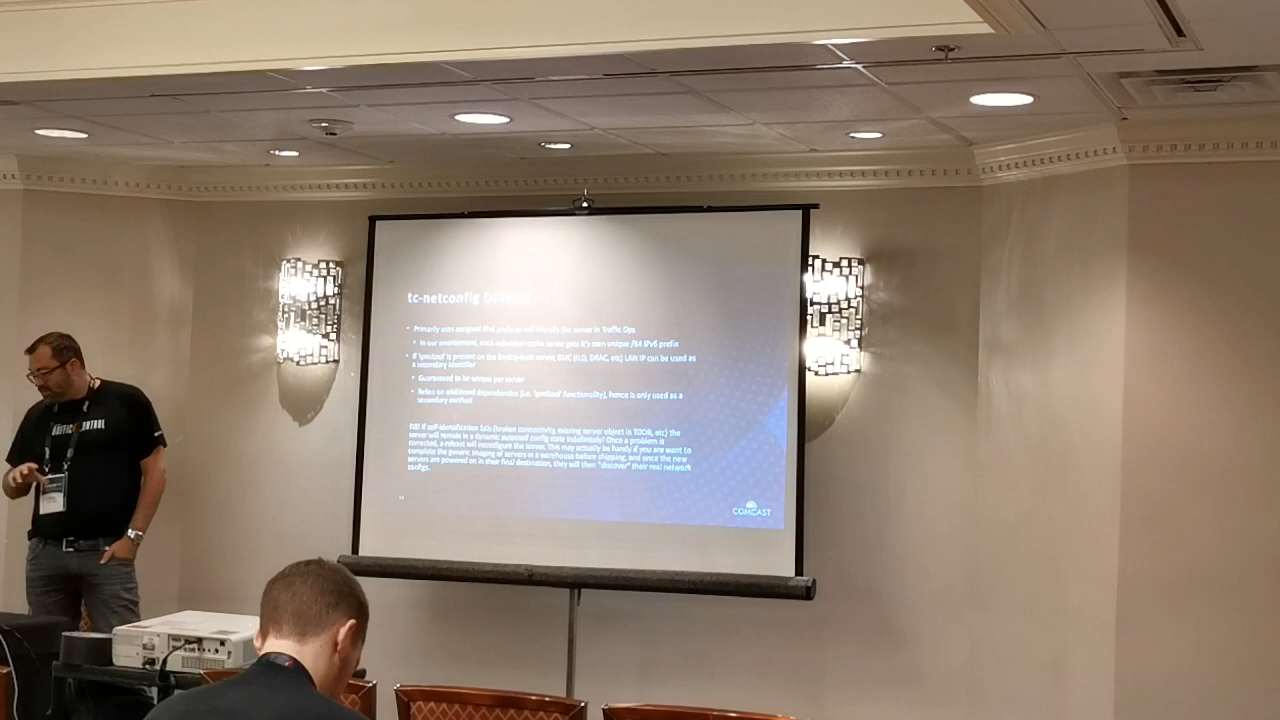 tc-netconfig
• Primarily uses assigned IPv6 prefix to self-identify the server in Traffic Ops
• In our environment, each individual cache server gets it's own unique /64 IPv6 prefix
• If 'ipmitool' is present on the freshly-built server, BMC (iLO, DRAC, etc) LAN IP can be used as
a secondary identifier
• Guaranteed to be unique per server
• Relies on additional dependencies (i.e. 'ipmitool' functionality), hence is only used as a
secondary method
NB! If self-identification fails (broken connectivity, missing server object in TODB, etc) the
server will remain in a dynamic autoconf config state indefinitely! Once a problem is
corrected, a reboot will reconfigure the server. This may actually be handy if you are want to
complete the generic imaging of servers in a warehouse before shipping, and once the new
servers are powered on in their final destination, they will then "discover" their real network
configs.
COMCAST
TRAFFIC CONTROL